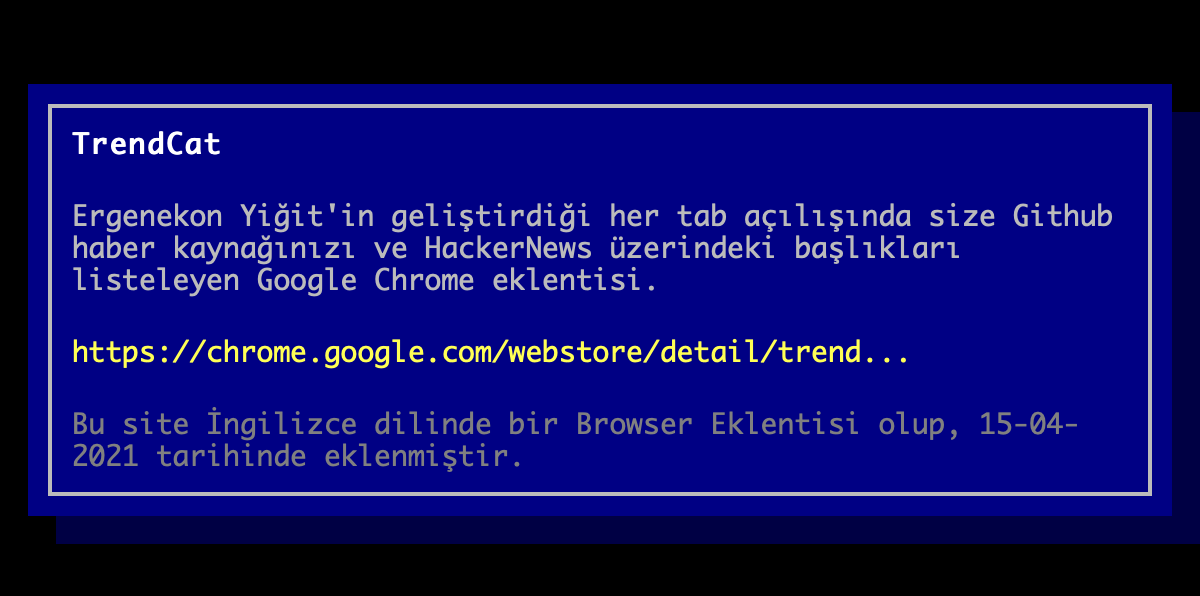 TrendCat
Ergenekon Yiğit'in geliştirdiği her tab açılışında size Github
haber kaynağınızı ve HackerNews üzerindeki başlıkları
listeleyen Google Chrome eklentisi.
https://chrome.google.com/webstore/detail/trend...
Bu site İngilizce dilinde bir Browser Eklentisi olup, 15-04-
2021 tarihinde eklenmiştir.